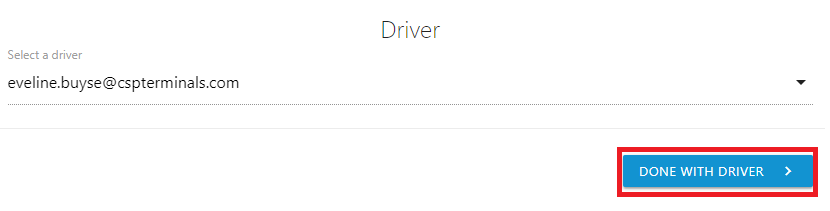 Driver
Select a driver
eveline.buyse@cspterminals.com
DONE WITH DRIVER